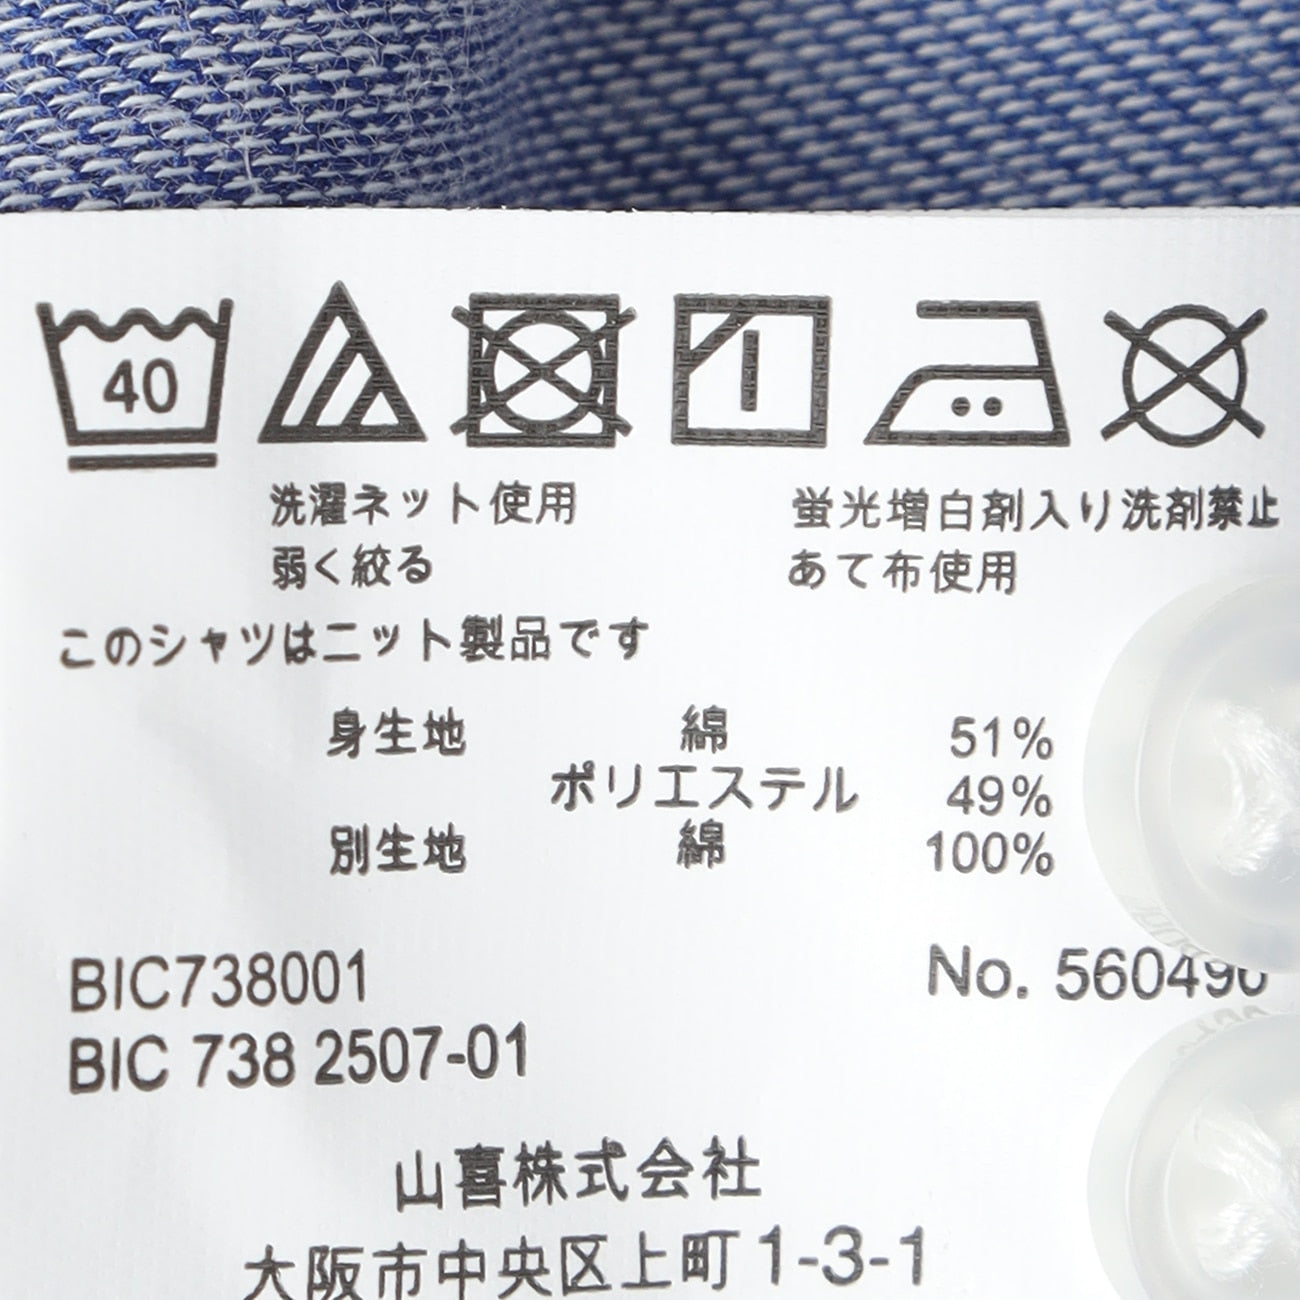 40
洗濯ネット使用
弱く絞る
蛍光増白剤入り洗剤禁止
あて布使用
このシャツはニット製品です
身生地 綿 51%
ポリエステル 49%
別生地 綿 100%
BIC738001
No. 560490
BIC 738 2507-01
山喜株式会社
大阪市中央区上町1-3-1